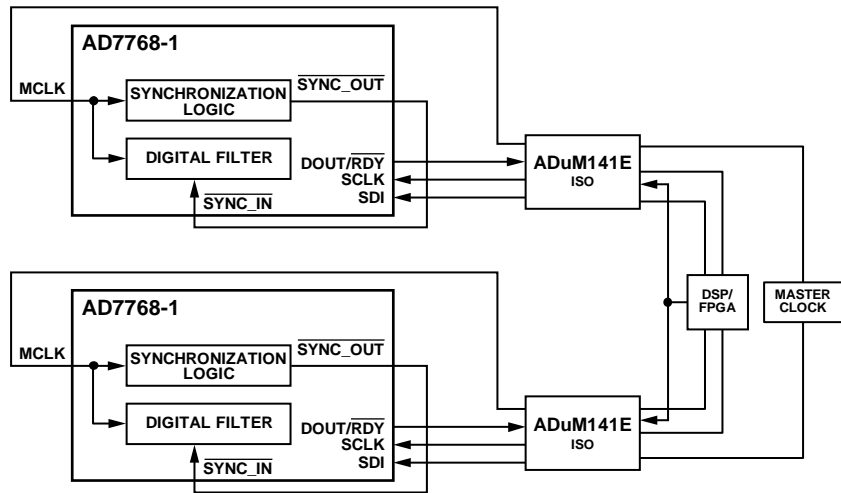 AD7768-1
MCLK
SYNCHRONIZATION
LOGIC
SYNC_OUT
DIGITAL FILTER
DOUT/RDY
SCLK
SDI
SYNC_IN
ADuM141E
ISO
DSP/
FPGA
MASTER
CLOCK
AD7768-1
MCLK
SYNCHRONIZATION
LOGIC
SYNC_OUT
DIGITAL FILTER
DOUT/RDY
SCLK
SDI
SYNC_IN
ADuM141E
ISO